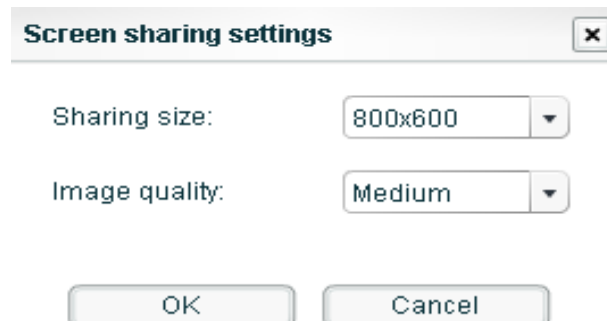 Screen sharing settings
Sharing size: 800x600
Image quality: Medium
OK Cancel